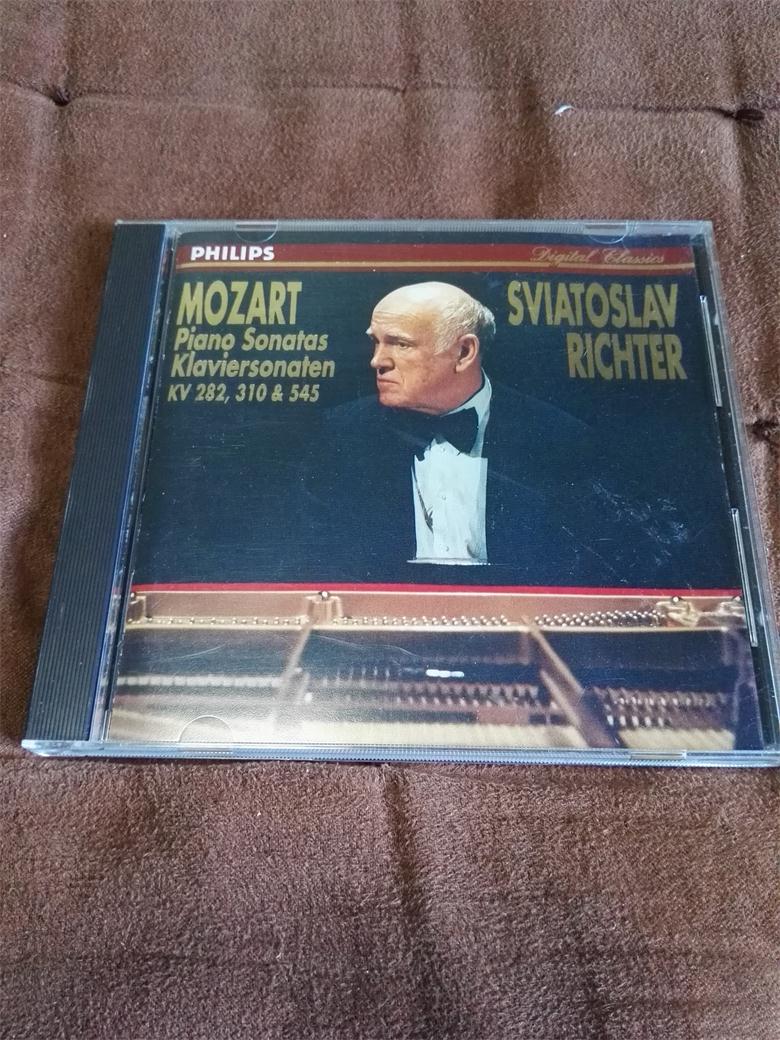 PHILIPS
Digital Classics
MOZART
Piano Sonatas
Klaviersonaten
KV 282, 310 & 545
SVIATOSLAV
RICHTER